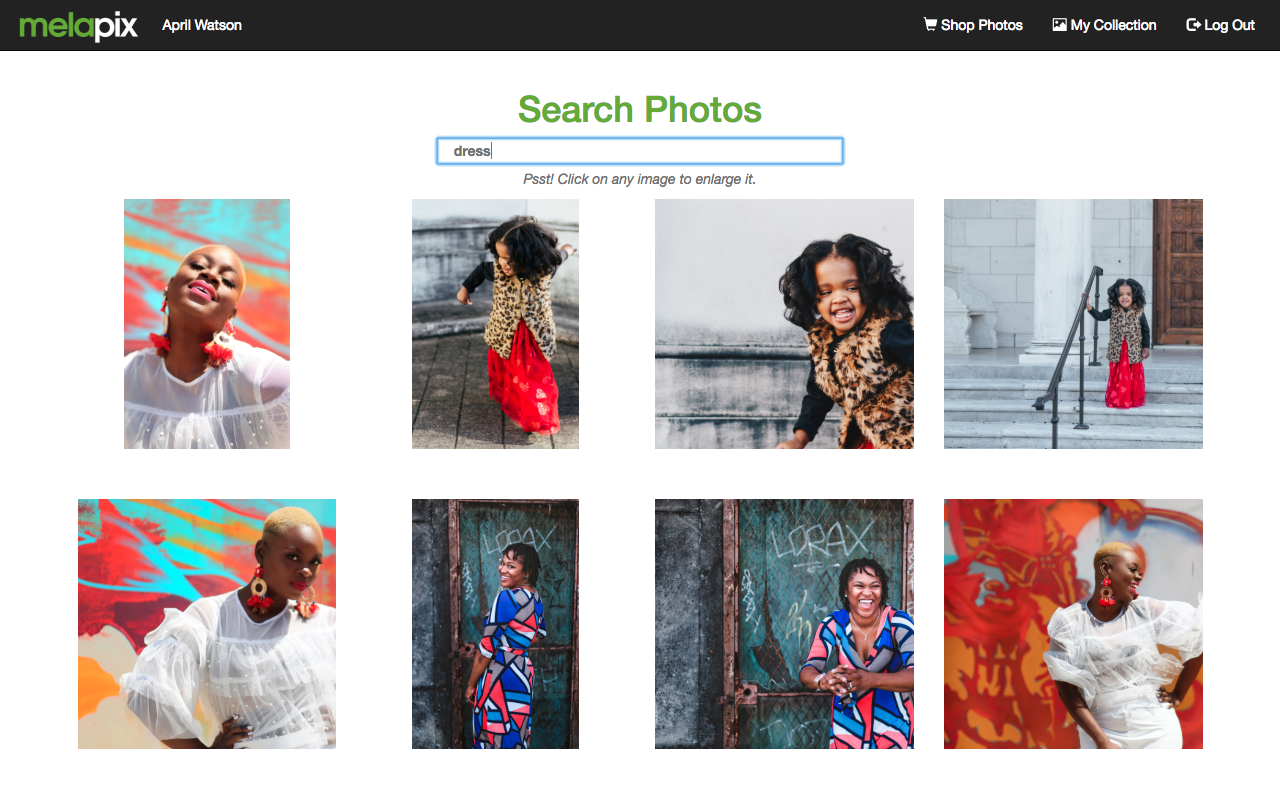 melapix April Watson Shop Photos My Collection Log Out
Search Photos
dress
Psst! Click on any image to enlarge it.
LORAX
LORAX